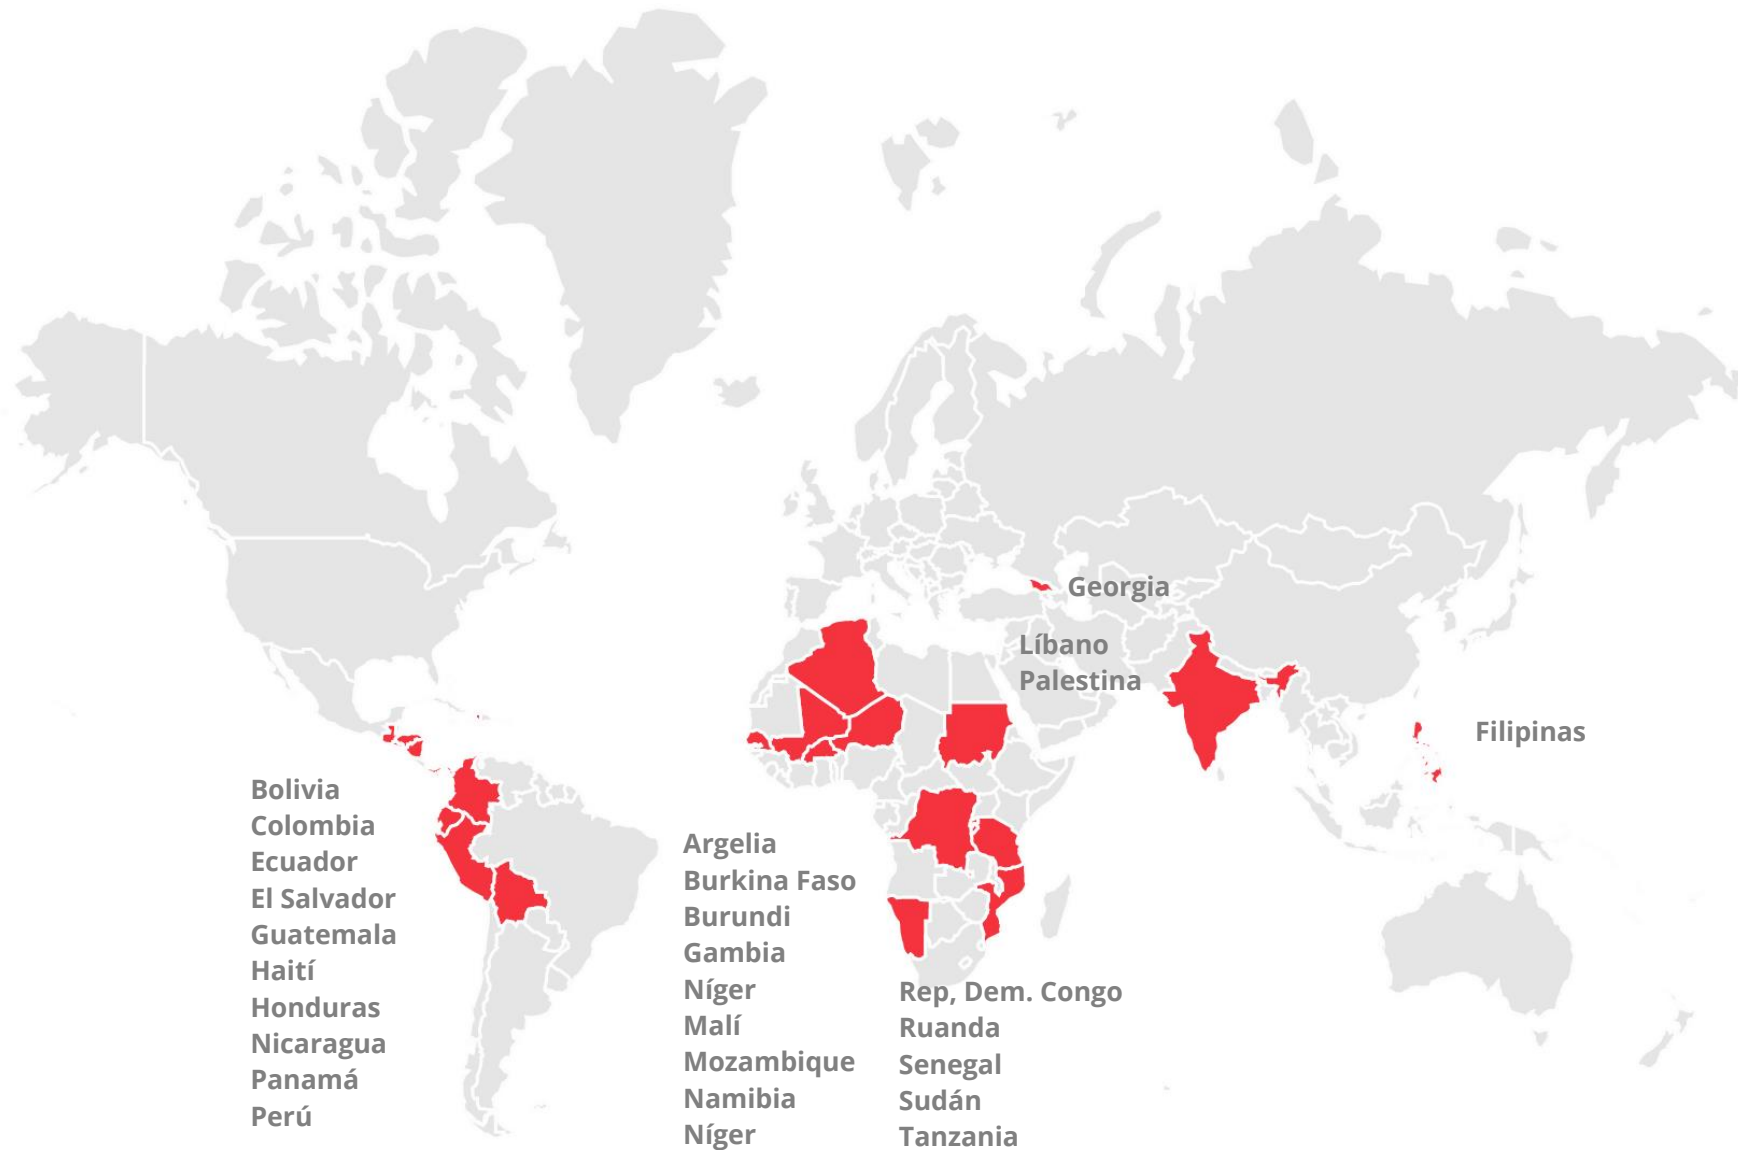 Georgia
Líbano
Palestina
Filipinas
Bolivia
Colombia
Ecuador
El Salvador
Guatemala
Haití
Honduras
Nicaragua
Panamá
Perú
Argelia
Burkina Faso
Burundi
Gambia
Níger
Malí
Mozambique
Namibia
Níger
Rep, Dem. Congo
Ruanda
Senegal
Sudán
Tanzania